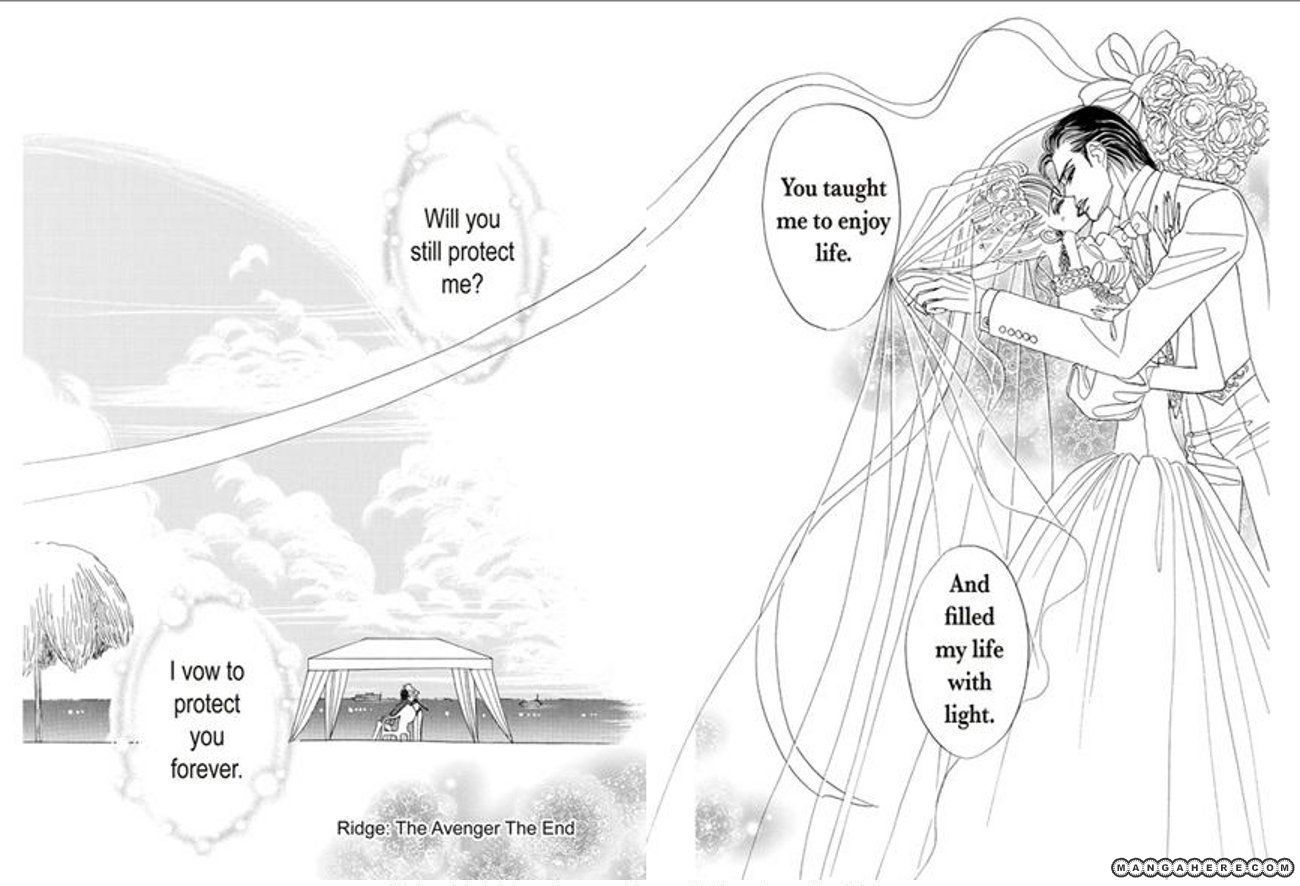 You taught
me to enjoy
life.
And
filled
my life
with
light.
Will you
still protect
me?
I vow to
protect
you
forever.
Ridge: The Avenger The End
MANGAHERE.COM